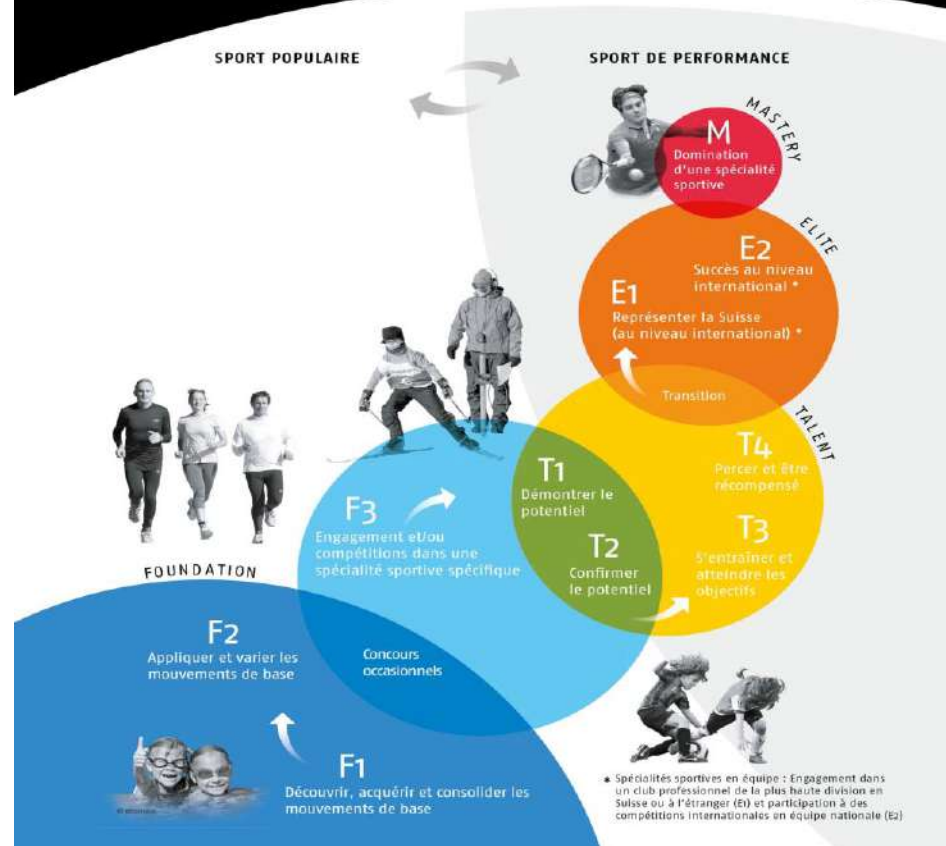 SPORT POPULAIRE
SPORT DE PERFORMANCE
MASTERY
M
Domination
d'une spécialité
sportive
ELITE
E2
Succès au niveau
international *
E1
Représenter la Suisse
(au niveau international) *
Transition
TALENT
T4
Percer et être
récompensé
T1
Démontrer le
potentiel
T3
S'entraîner et
atteindre les
objectifs
T2
Confirmer
le potentiel
F3
Engagement et/ou
compétitions dans une
spécialité sportive spécifique
FOUNDATION
F2
Appliquer et varier les
mouvements de base
Concours
occasionnels
F1
Découvrir, acquérir et consolider les
mouvements de base
* Spécialités sportives en équipe : Engagement dans
un club professionnel de la plus haute division en
Suisse ou à l'étranger (E1) et participation à des
compétitions internationales en équipe nationale (E2)